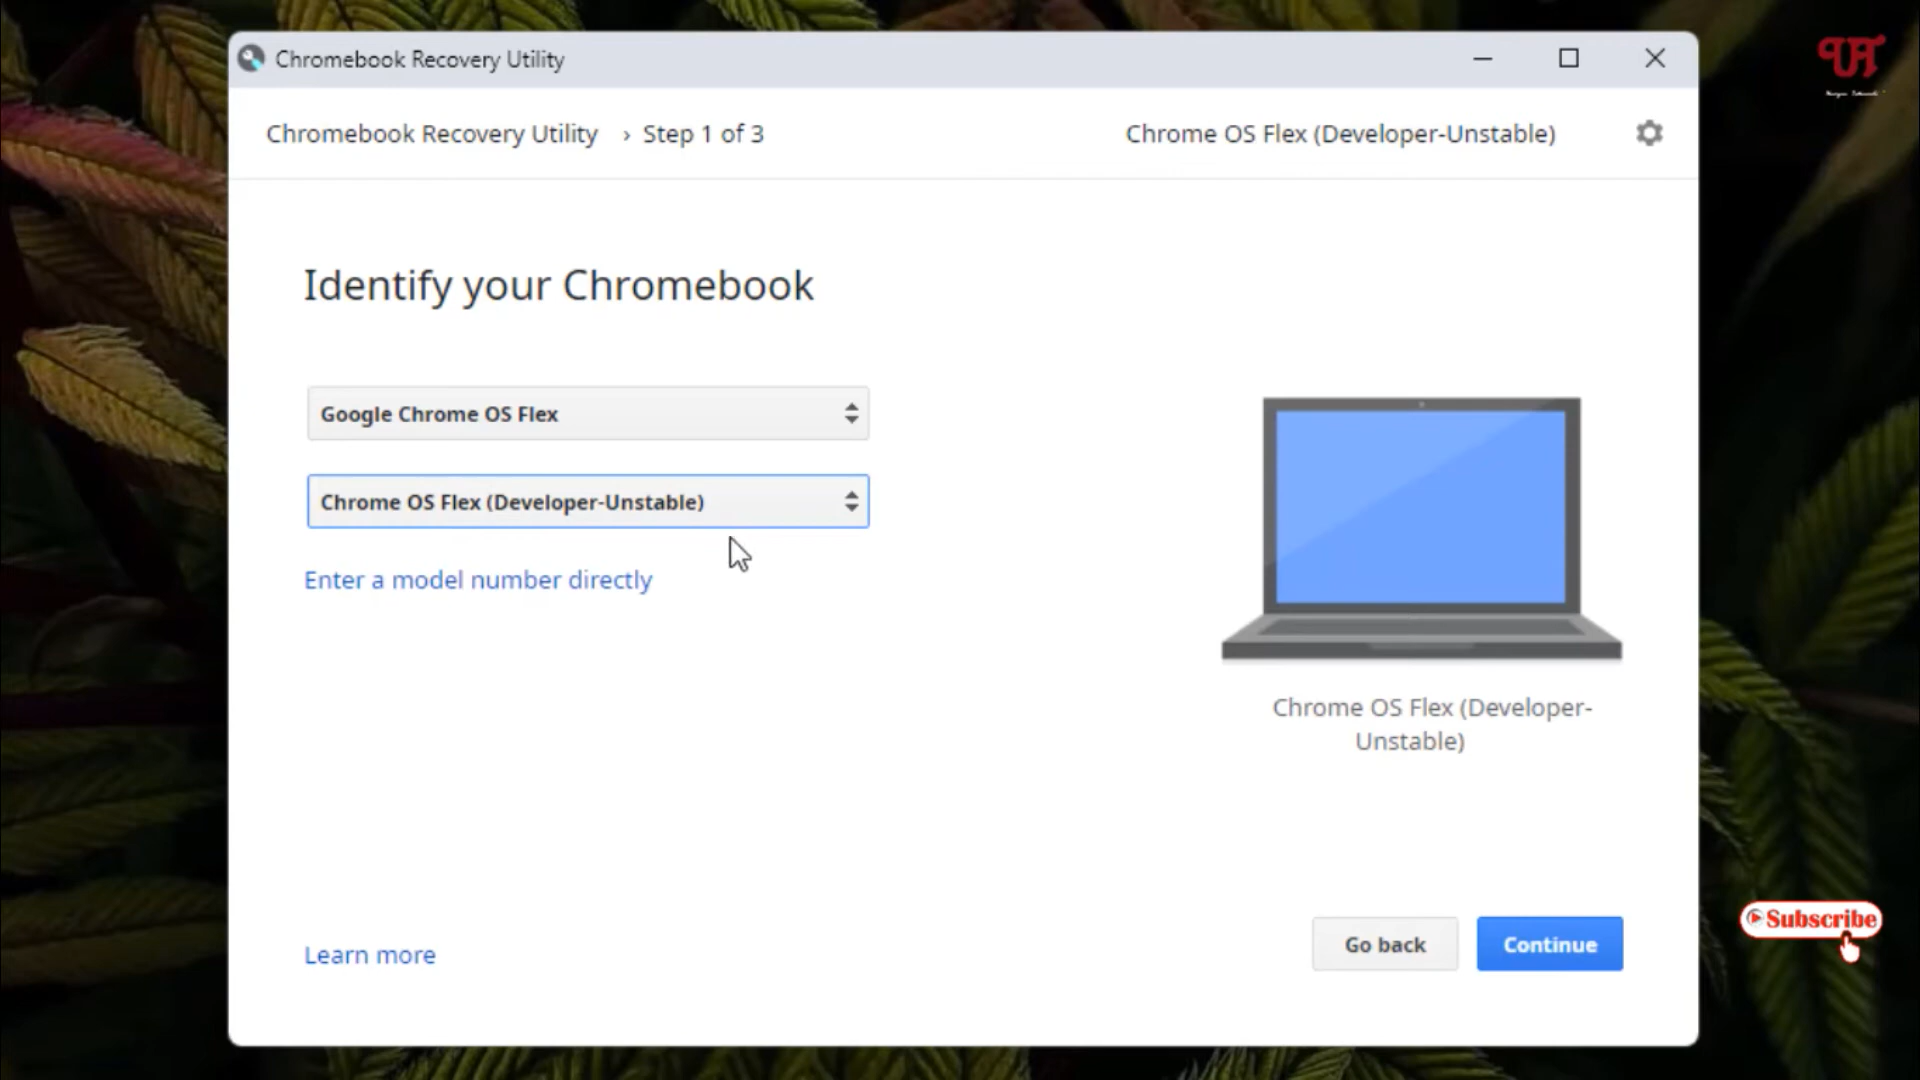 Chromebook Recovery Utility
Chromebook Recovery Utility › Step 1 of 3
Chrome OS Flex (Developer-Unstable)
Identify your Chromebook
Google Chrome OS Flex
Chrome OS Flex (Developer-Unstable)
Enter a model number directly
Chrome OS Flex (Developer-
Unstable)
Learn more
Go back
Continue
Subscribe